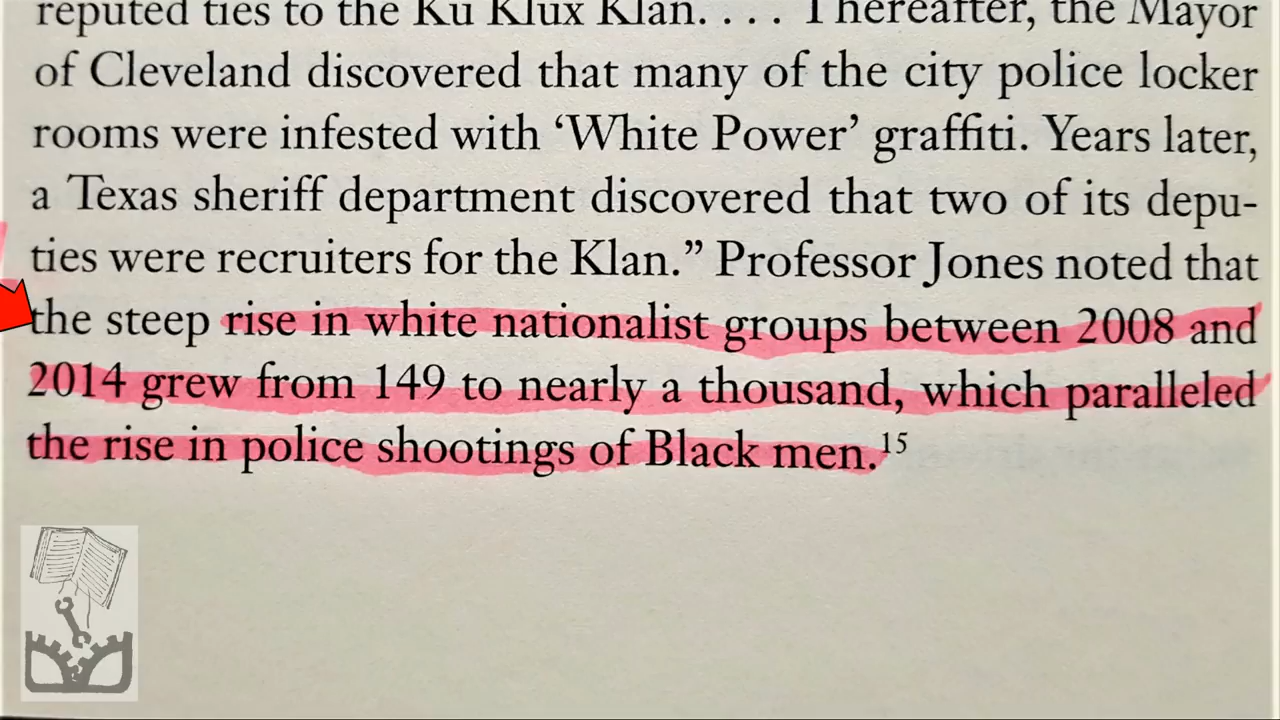 reputed ties to the Ku Klux Klan. . . . Thereafter, the Mayor
of Cleveland discovered that many of the city police locker
rooms were infested with ‘White Power’ graffiti. Years later,
a Texas sheriff department discovered that two of its depu-
ties were recruiters for the Klan.” Professor Jones noted that
the steep rise in white nationalist groups between 2008 and
2014 grew from 149 to nearly a thousand, which paralleled
the rise in police shootings of Black men.15